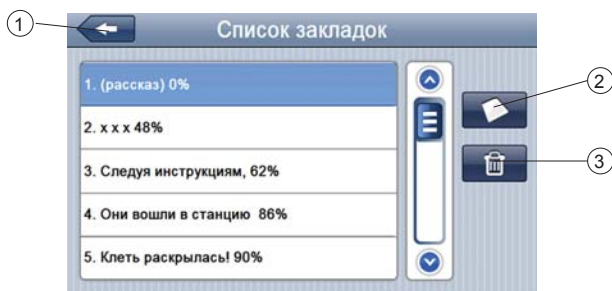 1
Список закладок
1. (рассказ) 0%
2
2. x x x 48%
3. Следуя инструкциям, 62%
3
4. Они вошли в станцию 86%
5. Клеть раскрылась! 90%